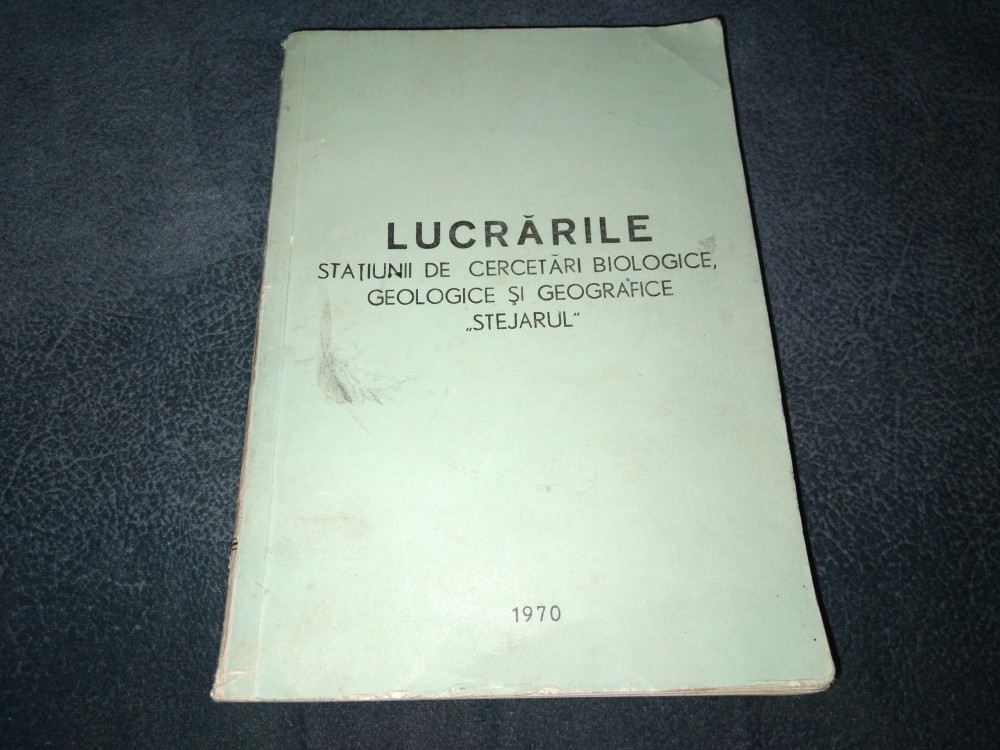 LUCRĂRILE
STAȚIUNII DE CERCETĂRI BIOLOGICE,
GEOLOGICE ȘI GEOGRAFICE
„STEJARUL"
1970